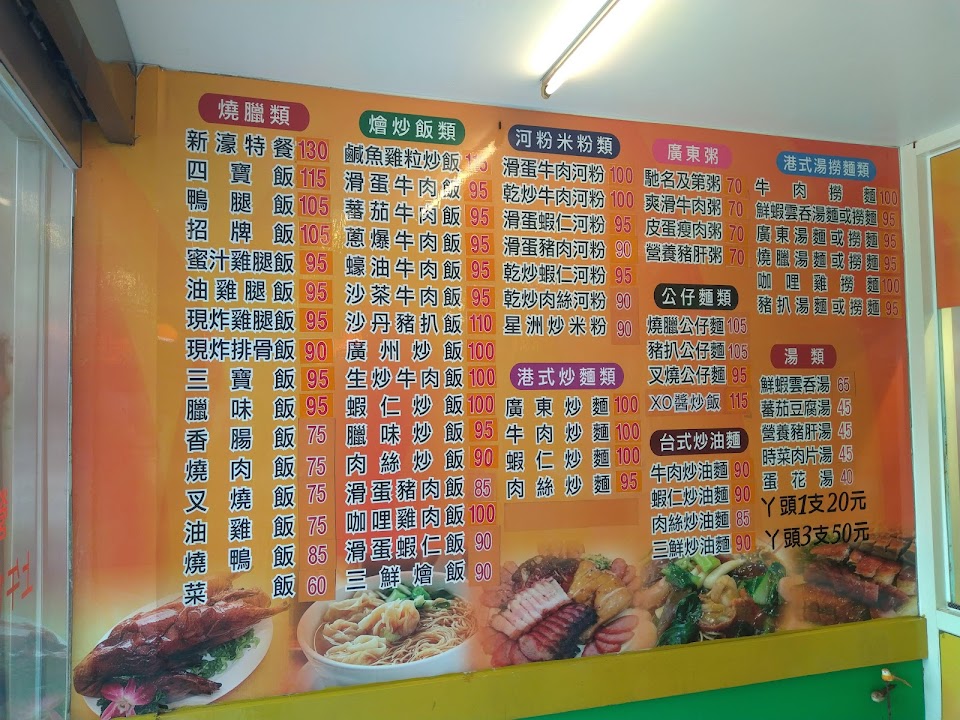 燒臘類
新濠特餐 130
四寶飯 115
鴨腿飯 105
招牌飯 105
蜜汁雞腿飯 95
油雞腿飯 95
現炸雞腿飯 95
現炸排骨飯 90
三寶飯 95
臘味飯 95
香腸飯 75
燒肉飯 75
叉燒飯 75
油雞飯 75
燒鴨飯 85
菜飯 60
燴炒飯類
鹹魚雞粒炒飯
滑蛋牛肉飯 95
蕃茄牛肉飯 95
蔥爆牛肉飯 95
蠔油牛肉飯 95
沙茶牛肉飯 95
沙丹豬扒飯 110
廣州炒飯 100
生炒牛肉飯 100
蝦仁炒飯 100
臘味炒飯 95
肉絲炒飯 90
滑蛋豬肉飯 85
咖哩雞肉飯 100
滑蛋蝦仁飯 90
三鮮燴飯 90
河粉米粉類
滑蛋牛肉河粉 100
乾炒牛肉河粉 100
滑蛋蝦仁河粉 95
滑蛋豬肉河粉 90
乾炒蝦仁河粉 95
乾炒肉絲河粉 90
星洲炒米粉 90
港式炒麵類
廣東炒麵 100
牛肉炒麵 100
蝦仁炒麵 100
肉絲炒麵 95
廣東粥
馳名及第粥 70
爽滑牛肉粥 70
皮蛋瘦肉粥 70
營養豬肝粥 70
公仔麵類
燒臘公仔麵 105
豬扒公仔麵 105
叉燒公仔麵 95
XO醬炒飯 115
台式炒油麵
牛肉炒油麵 90
蝦仁炒油麵 90
肉絲炒油麵 85
三鮮炒油麵 90
港式湯撈麵類
牛肉撈麵 100
鮮蝦雲吞湯麵或撈麵 95
廣東湯麵或撈麵 95
燒臘湯麵或撈麵 95
咖哩雞撈麵 100
豬扒湯麵或撈麵 95
湯類
鮮蝦雲吞湯 65
蕃茄豆腐湯 45
營養豬肝湯 45
時菜肉片湯 45
蛋花湯 40
丫頭1支20元
丫頭3支50元